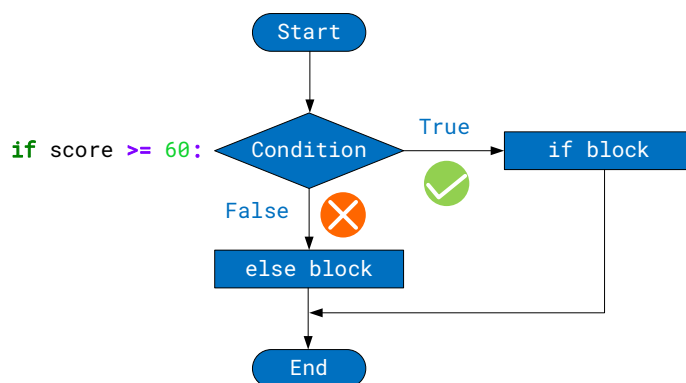 Start
if score >= 60:
Condition
True
if block
False
else block
End